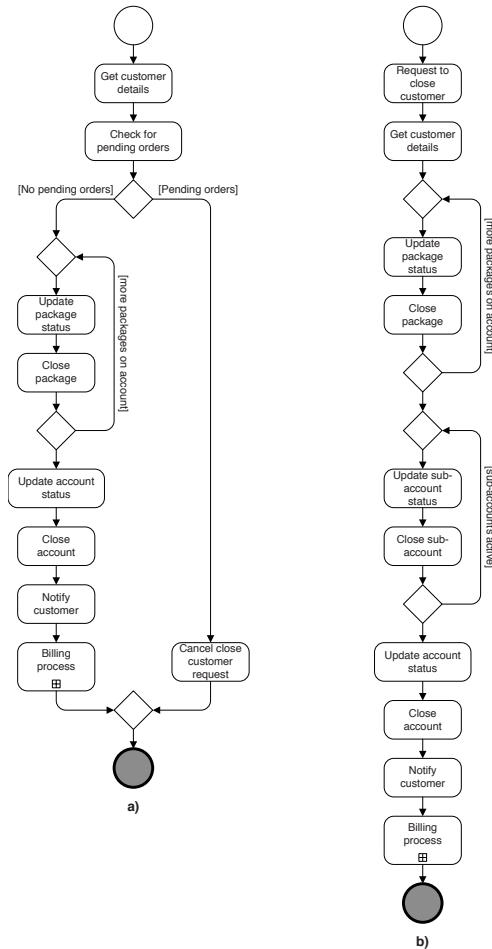 Get customer
details
Check for
pending orders
[No pending orders]
[Pending orders]
[more packages on account]
Update
package
status
Close
package
Update account
status
Close
account
Notify
customer
Billing
process
Cancel close
customer
request
a)
Request to
close
customer
Get customer
details
[more packages on account]
Update
package
status
Close
package
[sub-accounts active]
Update sub-
account
status
Close sub-
account
Update account
status
Close
account
Notify
customer
Billing
process
b)